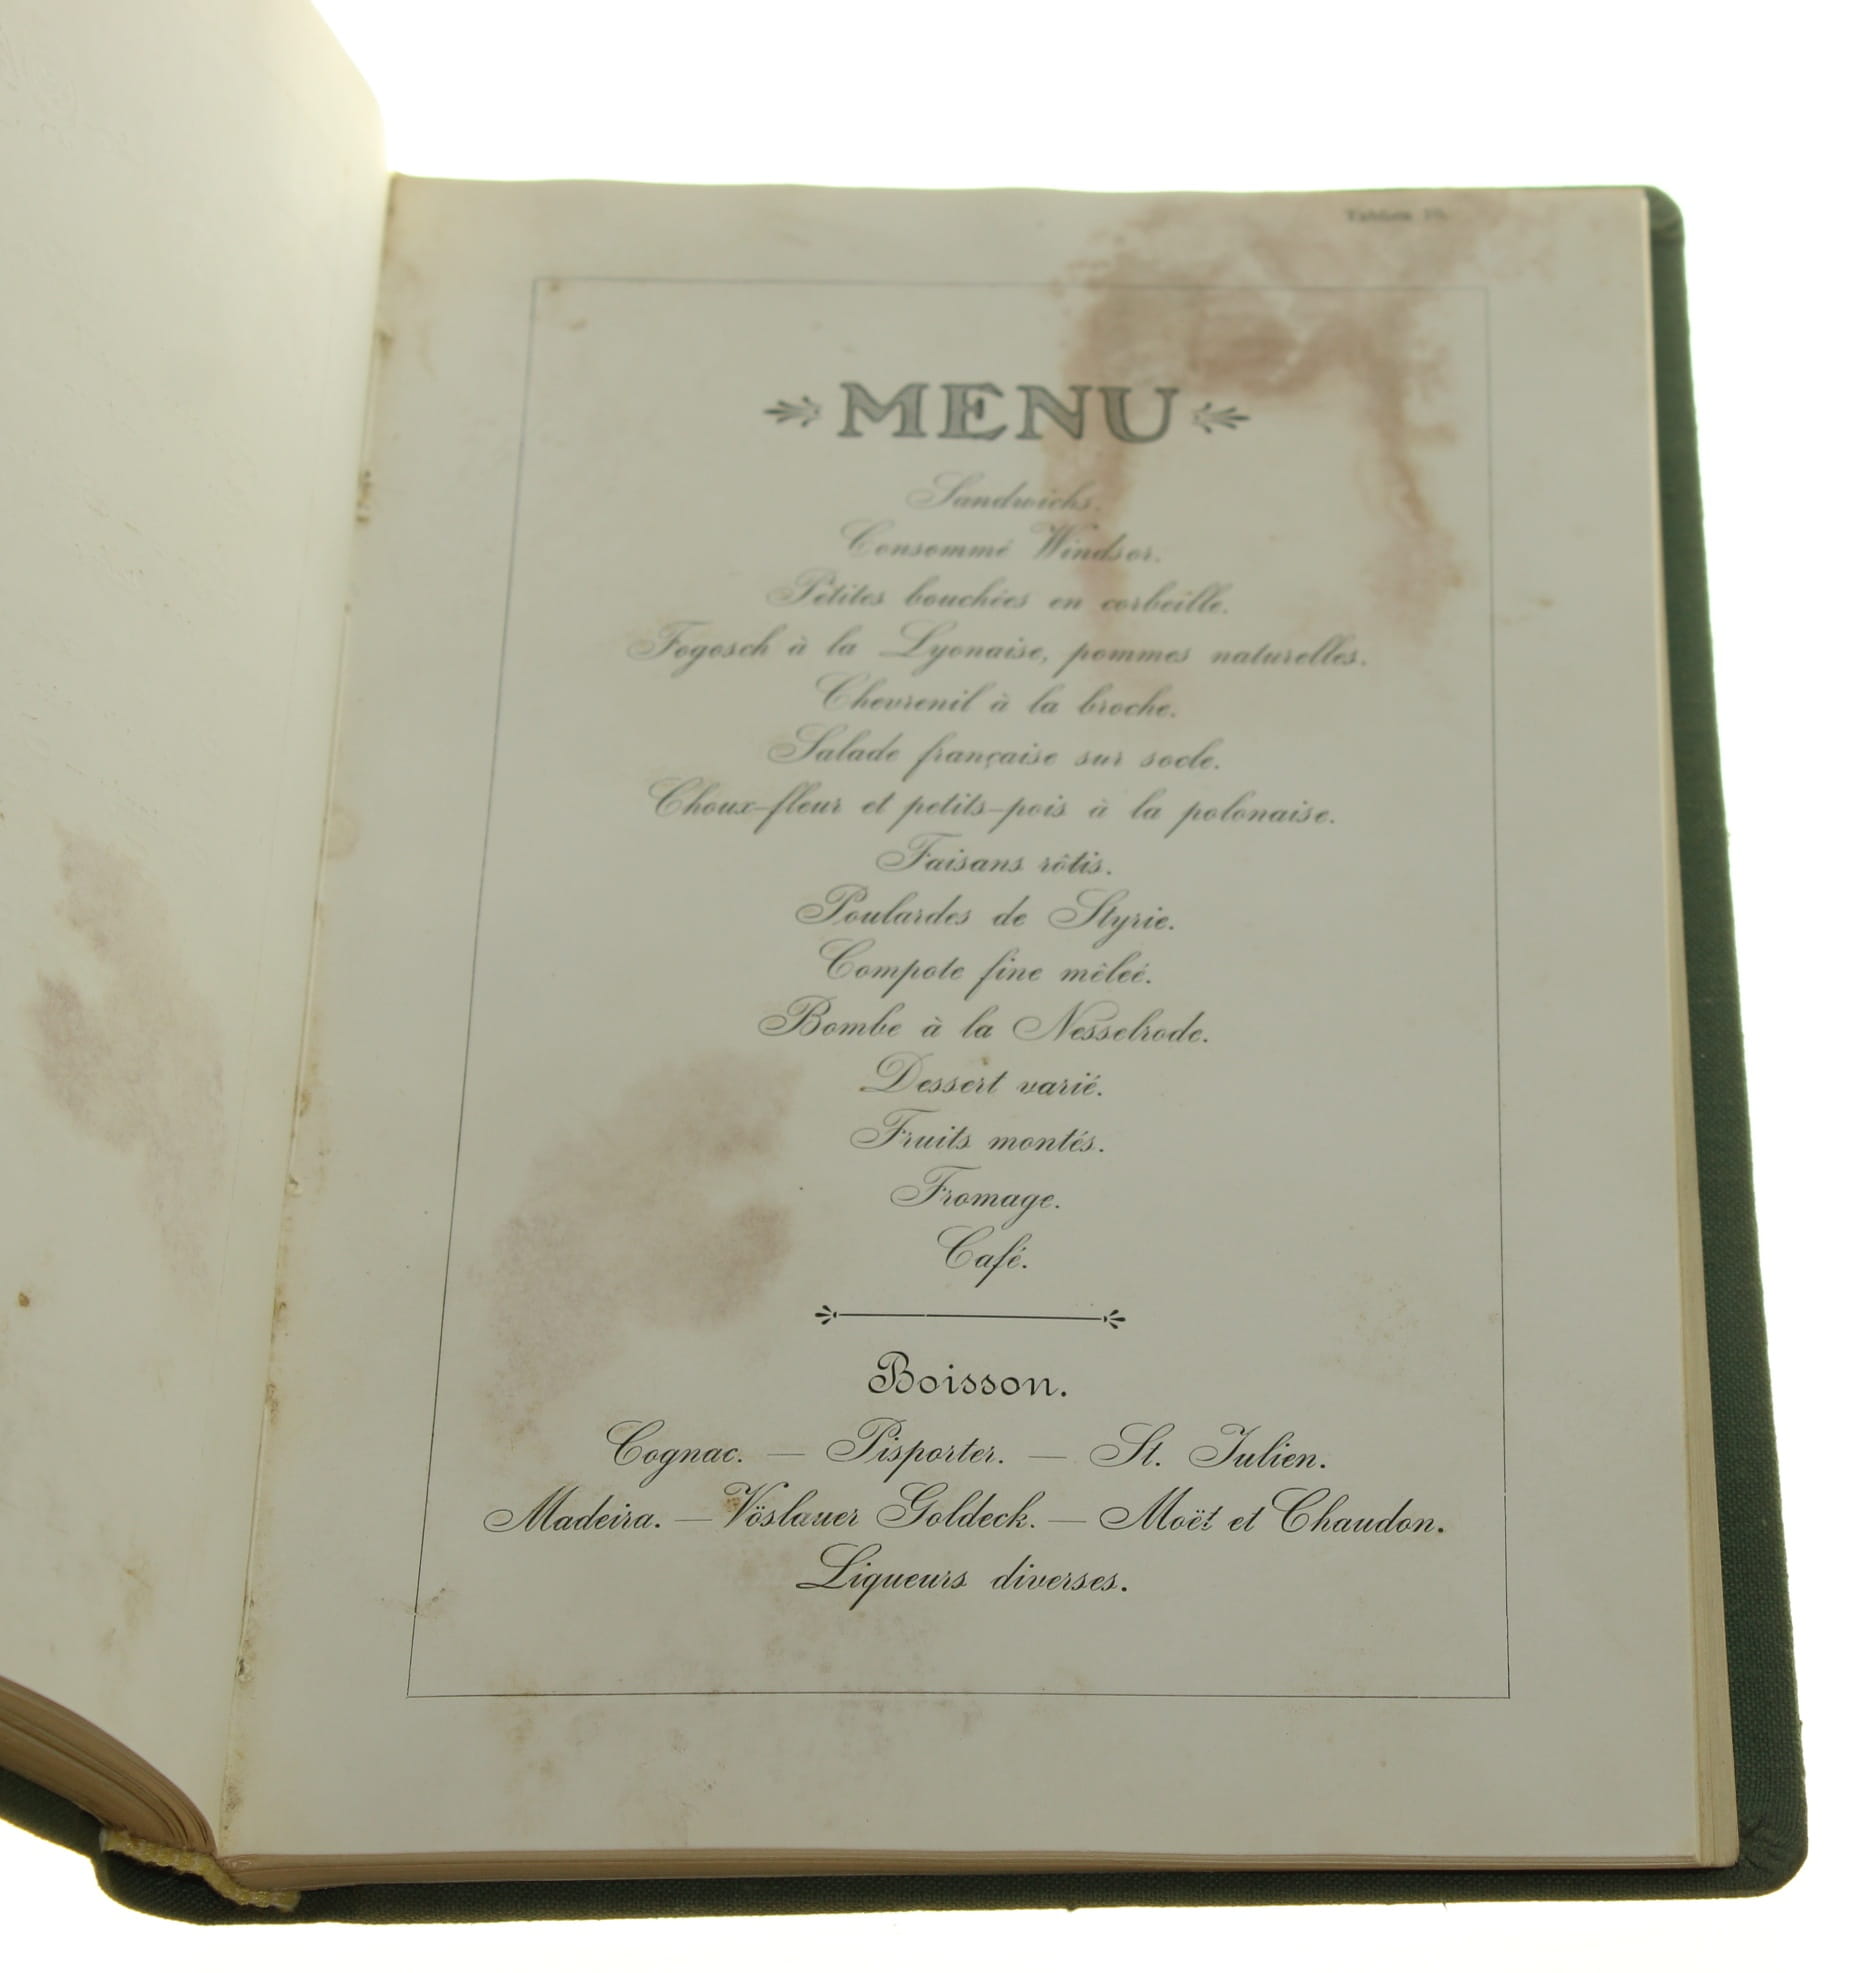 MENU
Sandwichs.
Consommé Windsor.
Petites bouchées en corbeille.
Fogosch à la Lyonaise, pommes naturelles.
Chevrenil à la broche.
Salade française sur socle.
Choux-fleur et petits-pois à la polonaise.
Faisans rôtis.
Poulardes de Styrie.
Compote fine mêleé.
Bombe à la Nesselrode.
Dessert varié.
Fruits montés.
Fromage.
Café.
Boisson.
Cognac. — Pisporter. — St. Julien.
Madeira. — Vöslauer Goldeck. — Moët et Chaudon.
Liqueurs diverses.